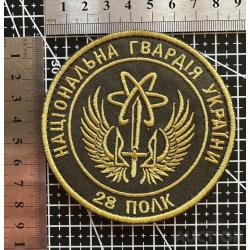 НАЦІОНАЛЬНА ГВАРДІЯ УКРАЇНИ
28 ПОЛК